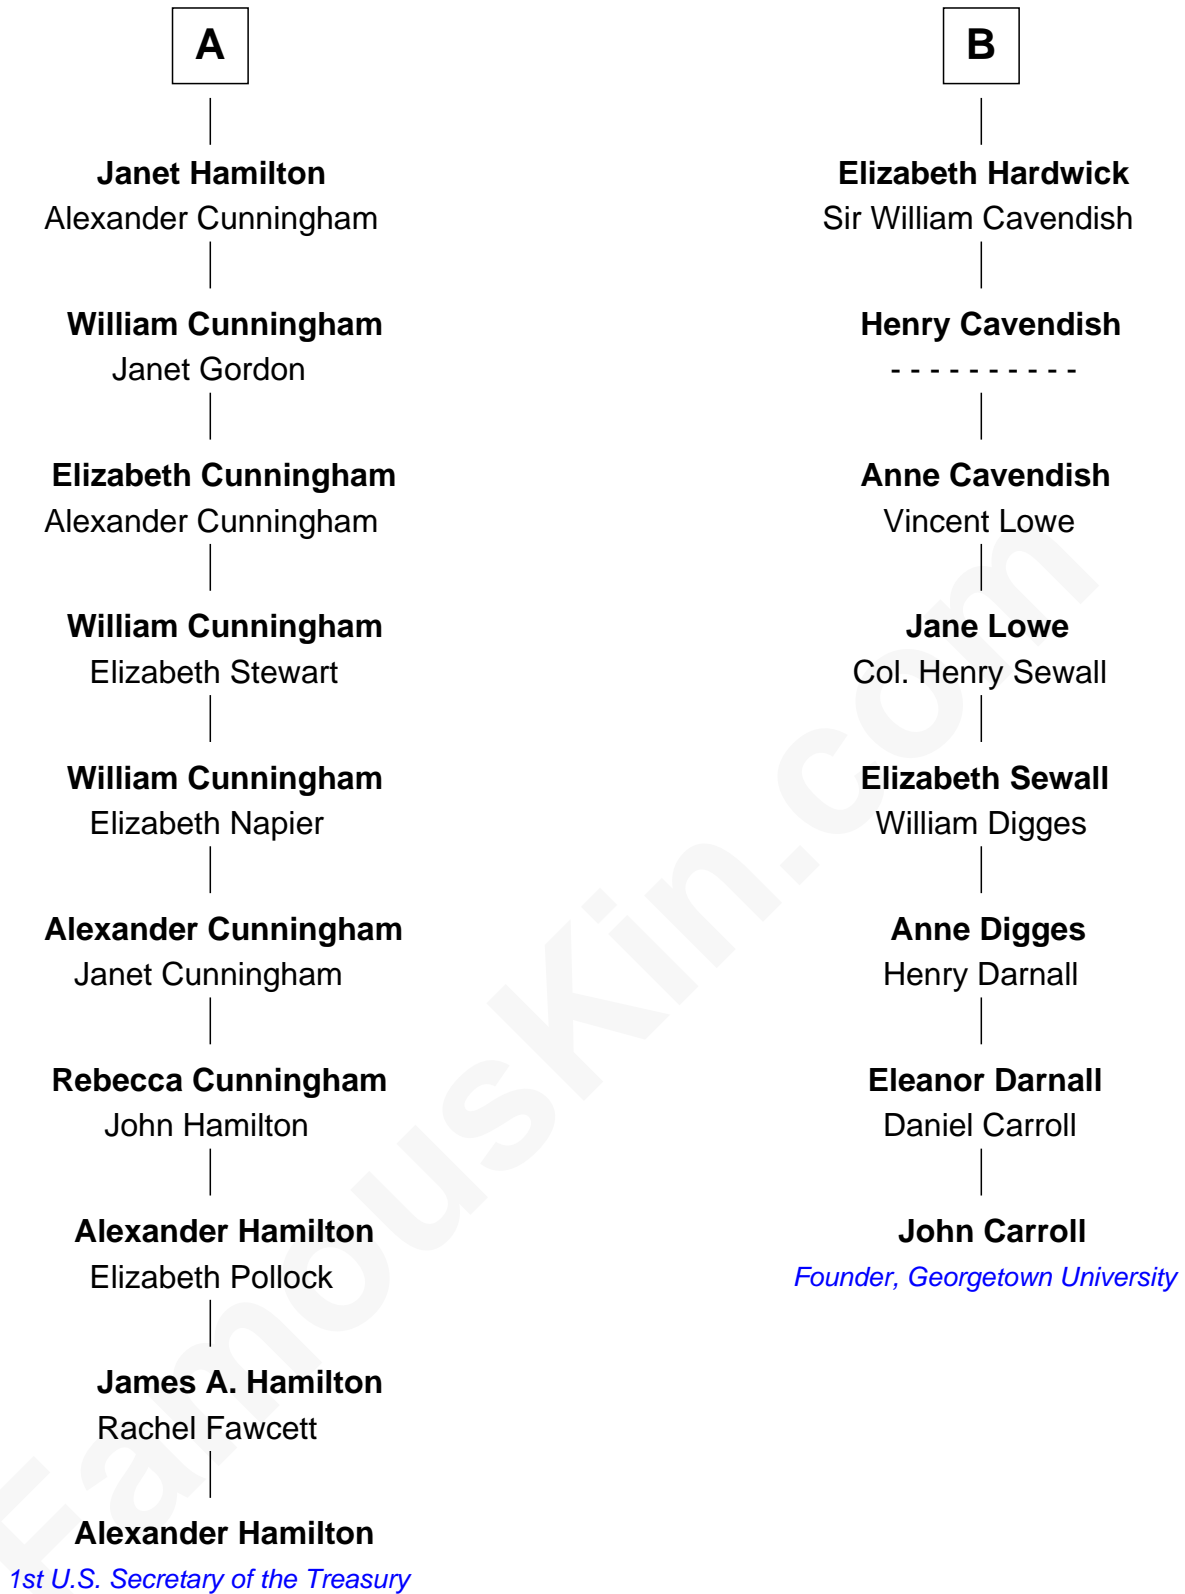 A
Janet Hamilton
Alexander Cunningham
William Cunningham
Janet Gordon
Elizabeth Cunningham
Alexander Cunningham
William Cunningham
Elizabeth Stewart
William Cunningham
Elizabeth Napier
Alexander Cunningham
Janet Cunningham
Rebecca Cunningham
John Hamilton
Alexander Hamilton
Elizabeth Pollock
James A. Hamilton
Rachel Fawcett
Alexander Hamilton
1st U.S. Secretary of the Treasury
B
Elizabeth Hardwick
Sir William Cavendish
Henry Cavendish
- - - - - - - - - -
Anne Cavendish
Vincent Lowe
Jane Lowe
Col. Henry Sewall
Elizabeth Sewall
William Digges
Anne Digges
Henry Darnall
Eleanor Darnall
Daniel Carroll
John Carroll
Founder, Georgetown University
FamousKin.com